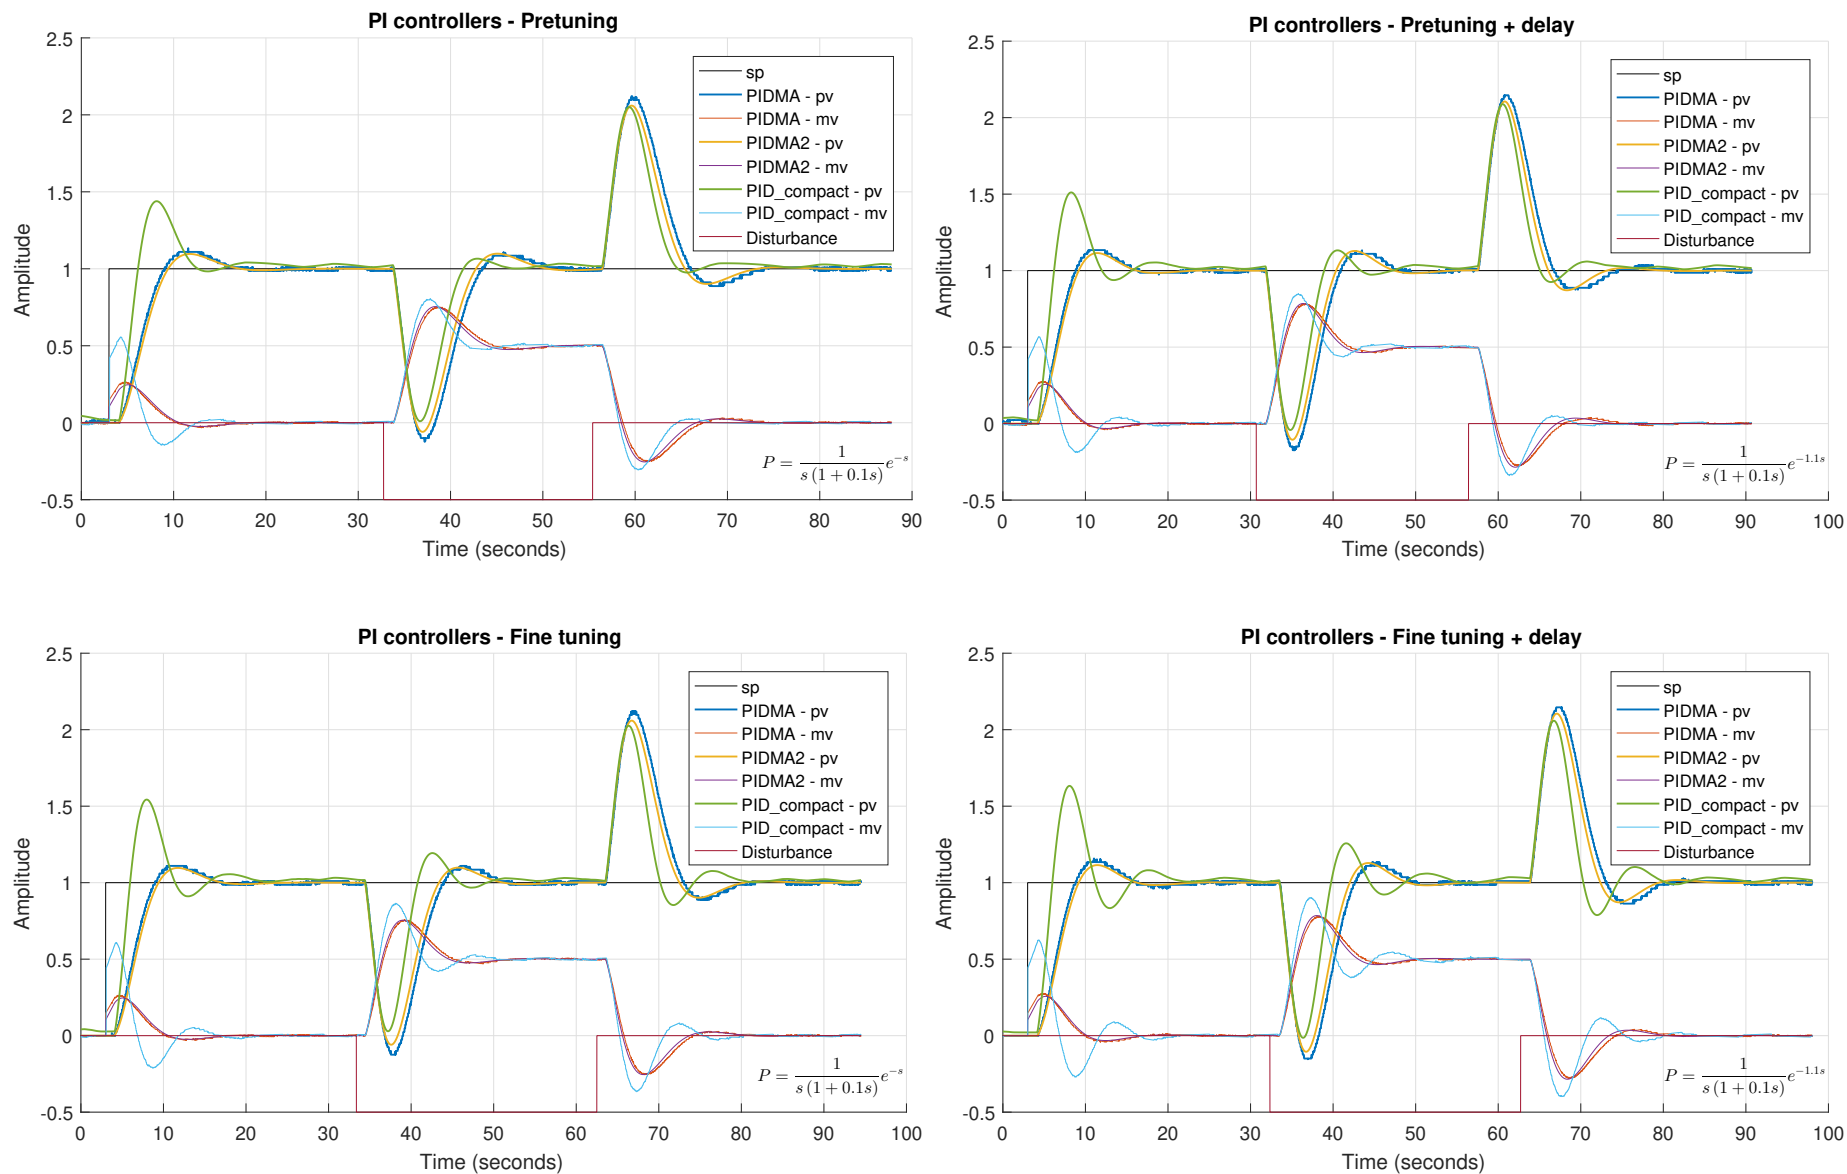 PI controllers - Pretuning
2.5
2
1.5
1
0.5
0
-0.5
Amplitude
sp
PIDMA - pv
PIDMA - mv
PIDMA2 - pv
PIDMA2 - mv
PID_compact - pv
PID_compact - mv
Disturbance
P = 1 / s (1 + 0.1s) e^{-s}
0 10 20 30 40 50 60 70 80 90
Time (seconds)
PI controllers - Pretuning + delay
2.5
2
1.5
1
0.5
0
-0.5
Amplitude
sp
PIDMA - pv
PIDMA - mv
PIDMA2 - pv
PIDMA2 - mv
PID_compact - pv
PID_compact - mv
Disturbance
P = 1 / s (1 + 0.1s) e^{-1.1s}
0 10 20 30 40 50 60 70 80 90 100
Time (seconds)
PI controllers - Fine tuning
2.5
2
1.5
1
0.5
0
-0.5
Amplitude
sp
PIDMA - pv
PIDMA - mv
PIDMA2 - pv
PIDMA2 - mv
PID_compact - pv
PID_compact - mv
Disturbance
P = 1 / s (1 + 0.1s) e^{-s}
0 10 20 30 40 50 60 70 80 90 100
Time (seconds)
PI controllers - Fine tuning + delay
2.5
2
1.5
1
0.5
0
-0.5
Amplitude
sp
PIDMA - pv
PIDMA - mv
PIDMA2 - pv
PIDMA2 - mv
PID_compact - pv
PID_compact - mv
Disturbance
P = 1 / s (1 + 0.1s) e^{-1.1s}
0 10 20 30 40 50 60 70 80 90 100
Time (seconds)